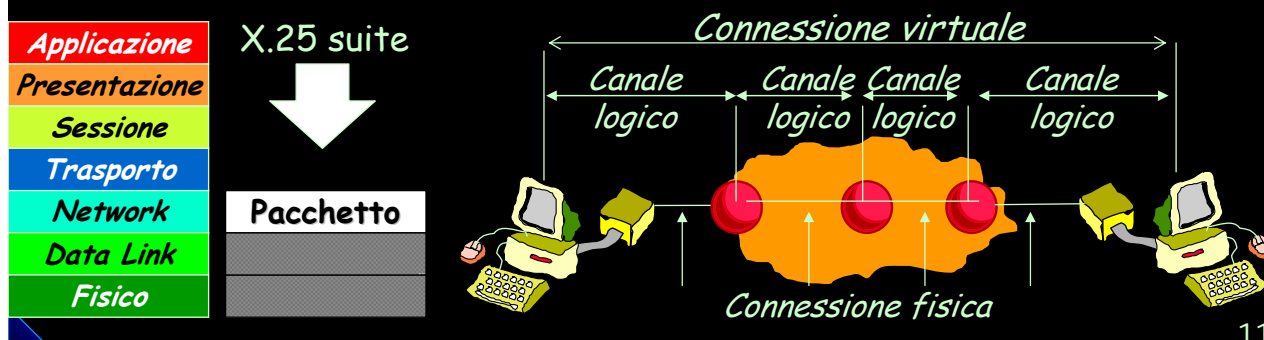 Applicazione
Presentazione
Sessione
Trasporto
Network
Data Link
Fisico
X.25 suite
Pacchetto
Connessione virtuale
Canale logico
Canale logico
Canale logico
Canale logico
Connessione fisica
11